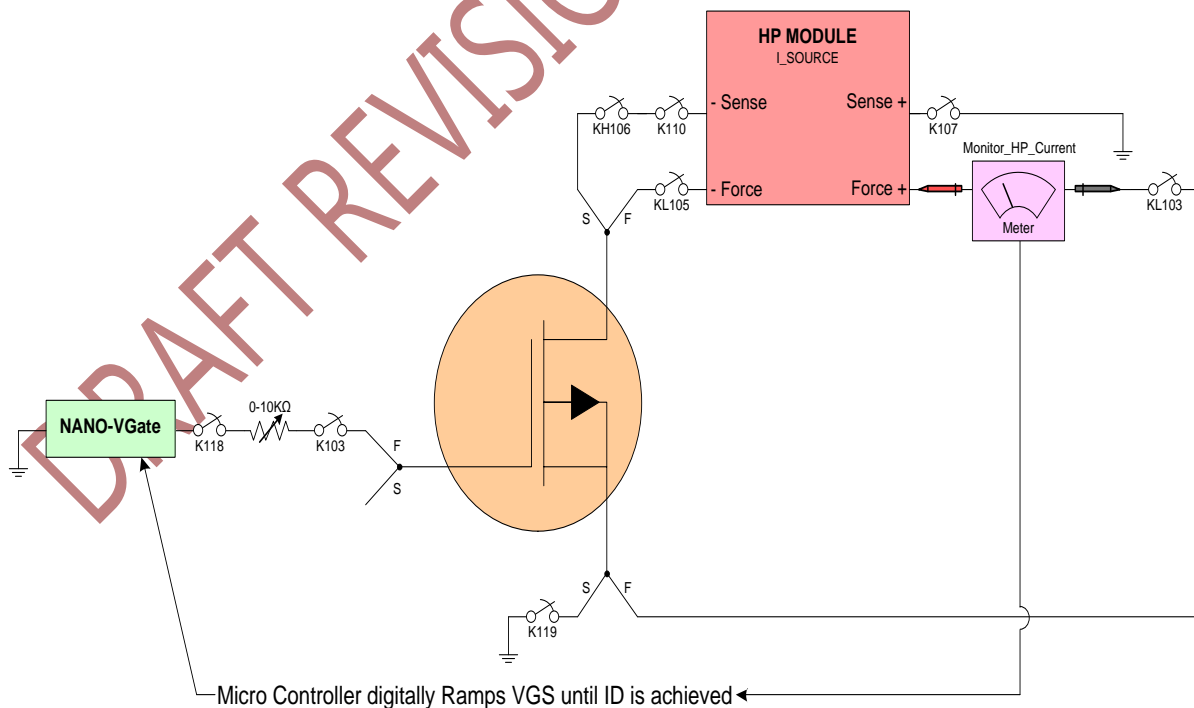 DRAFT REVISIO
HP MODULE
I_SOURCE
- Sense
Sense +
KH106
K110
K107
Monitor_HP_Current
- Force
Force +
KL105
KL103
Meter
S
F
0-10KΩ
NANO-VGate
K118
K103
F
S
S
F
K119
Micro Controller digitally Ramps VGS until ID is achieved